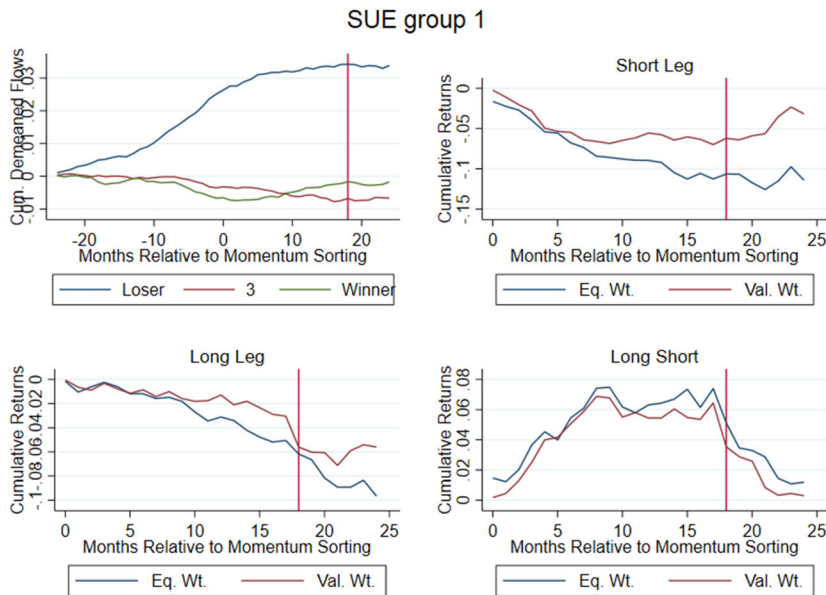 SUE group 1
Cum. Demeaned Flows
.03
.02
.01
0
-20
-10
0
10
20
Months Relative to Momentum Sorting
Loser
3
Winner
Short Leg
Cumulative Returns
0
-.05
-.1
-.15
0
5
10
15
20
25
Months Relative to Momentum Sorting
Eq. Wt.
Val. Wt.
Long Leg
Cumulative Returns
-.1-.08-.06-.04-.02 0
0
5
10
15
20
25
Months Relative to Momentum Sorting
Eq. Wt.
Val. Wt.
Long Short
Cumulative Returns
.08
.06
.04
.02
0
0
5
10
15
20
25
Months Relative to Momentum Sorting
Eq. Wt.
Val. Wt.